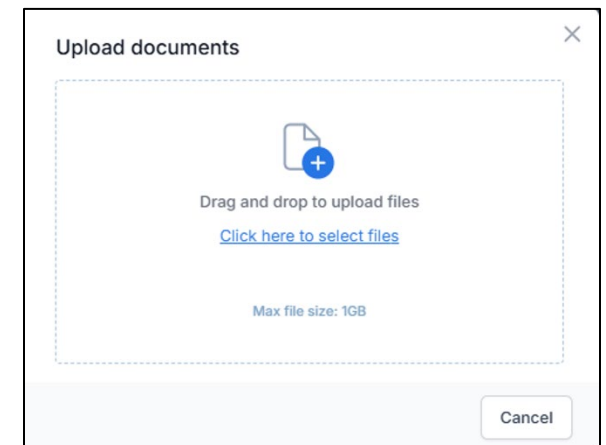 Upload documents
Drag and drop to upload files
Click here to select files
Max file size: 1GB
Cancel